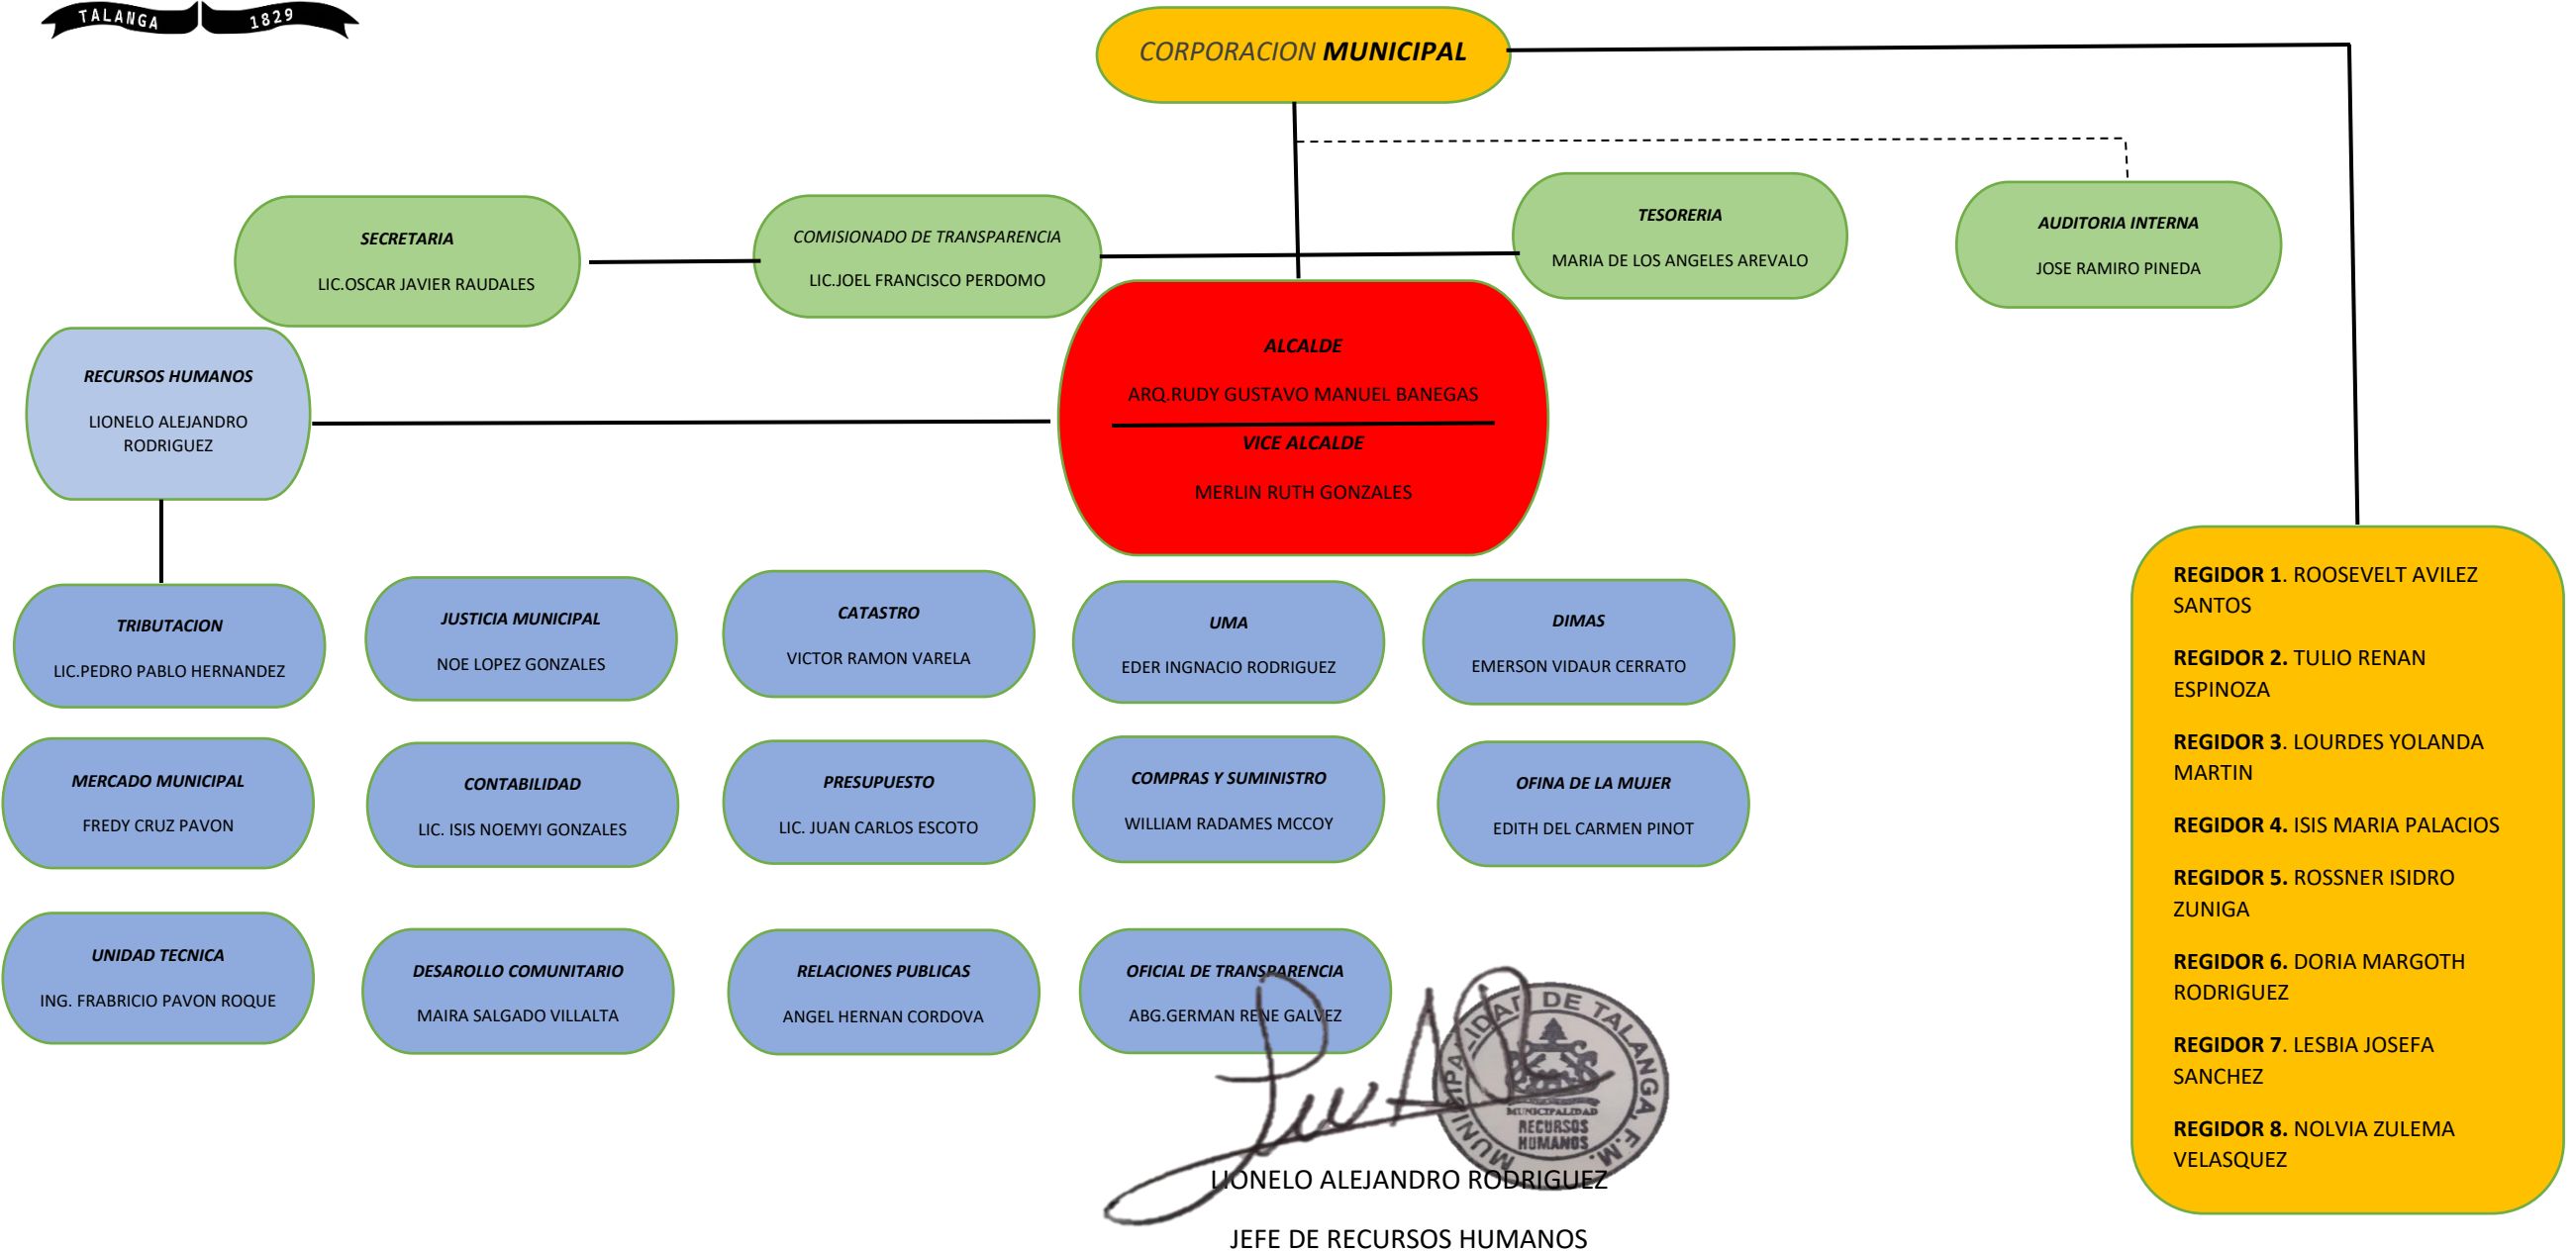 TALANGA 1829
CORPORACION MUNICIPAL
SECRETARIA
LIC.OSCAR JAVIER RAUDALES
COMISIONADO DE TRANSPARENCIA
LIC.JOEL FRANCISCO PERDOMO
TESORERIA
MARIA DE LOS ANGELES AREVALO
AUDITORIA INTERNA
JOSE RAMIRO PINEDA
RECURSOS HUMANOS
LIONELO ALEJANDRO
RODRIGUEZ
ALCALDE
ARQ.RUDY GUSTAVO MANUEL BANEGAS
VICE ALCALDE
MERLIN RUTH GONZALES
TRIBUTACION
LIC.PEDRO PABLO HERNANDEZ
JUSTICIA MUNICIPAL
NOE LOPEZ GONZALES
CATASTRO
VICTOR RAMON VARELA
UMA
EDER INGNACIO RODRIGUEZ
DIMAS
EMERSON VIDAUR CERRATO
MERCADO MUNICIPAL
FREDY CRUZ PAVON
CONTABILIDAD
LIC. ISIS NOEMYI GONZALES
PRESUPUESTO
LIC. JUAN CARLOS ESCOTO
COMPRAS Y SUMINISTRO
WILLIAM RADAMES MCCOY
OFINA DE LA MUJER
EDITH DEL CARMEN PINOT
UNIDAD TECNICA
ING. FRABRICIO PAVON ROQUE
DESAROLLO COMUNITARIO
MAIRA SALGADO VILLALTA
RELACIONES PUBLICAS
ANGEL HERNAN CORDOVA
OFICIAL DE TRANSPARENCIA
ABG.GERMAN RENE GALVEZ
REGIDOR 1. ROOSEVELT AVILEZ
SANTOS
REGIDOR 2. TULIO RENAN
ESPINOZA
REGIDOR 3. LOURDES YOLANDA
MARTIN
REGIDOR 4. ISIS MARIA PALACIOS
REGIDOR 5. ROSSNER ISIDRO
ZUNIGA
REGIDOR 6. DORIA MARGOTH
RODRIGUEZ
REGIDOR 7. LESBIA JOSEFA
SANCHEZ
REGIDOR 8. NOLVIA ZULEMA
VELASQUEZ
MUNICIPALIDAD DE TALANGA, F.M.
MUNICIPALIDAD
RECURSOS
HUMANOS
LIONELO ALEJANDRO RODRIGUEZ
JEFE DE RECURSOS HUMANOS